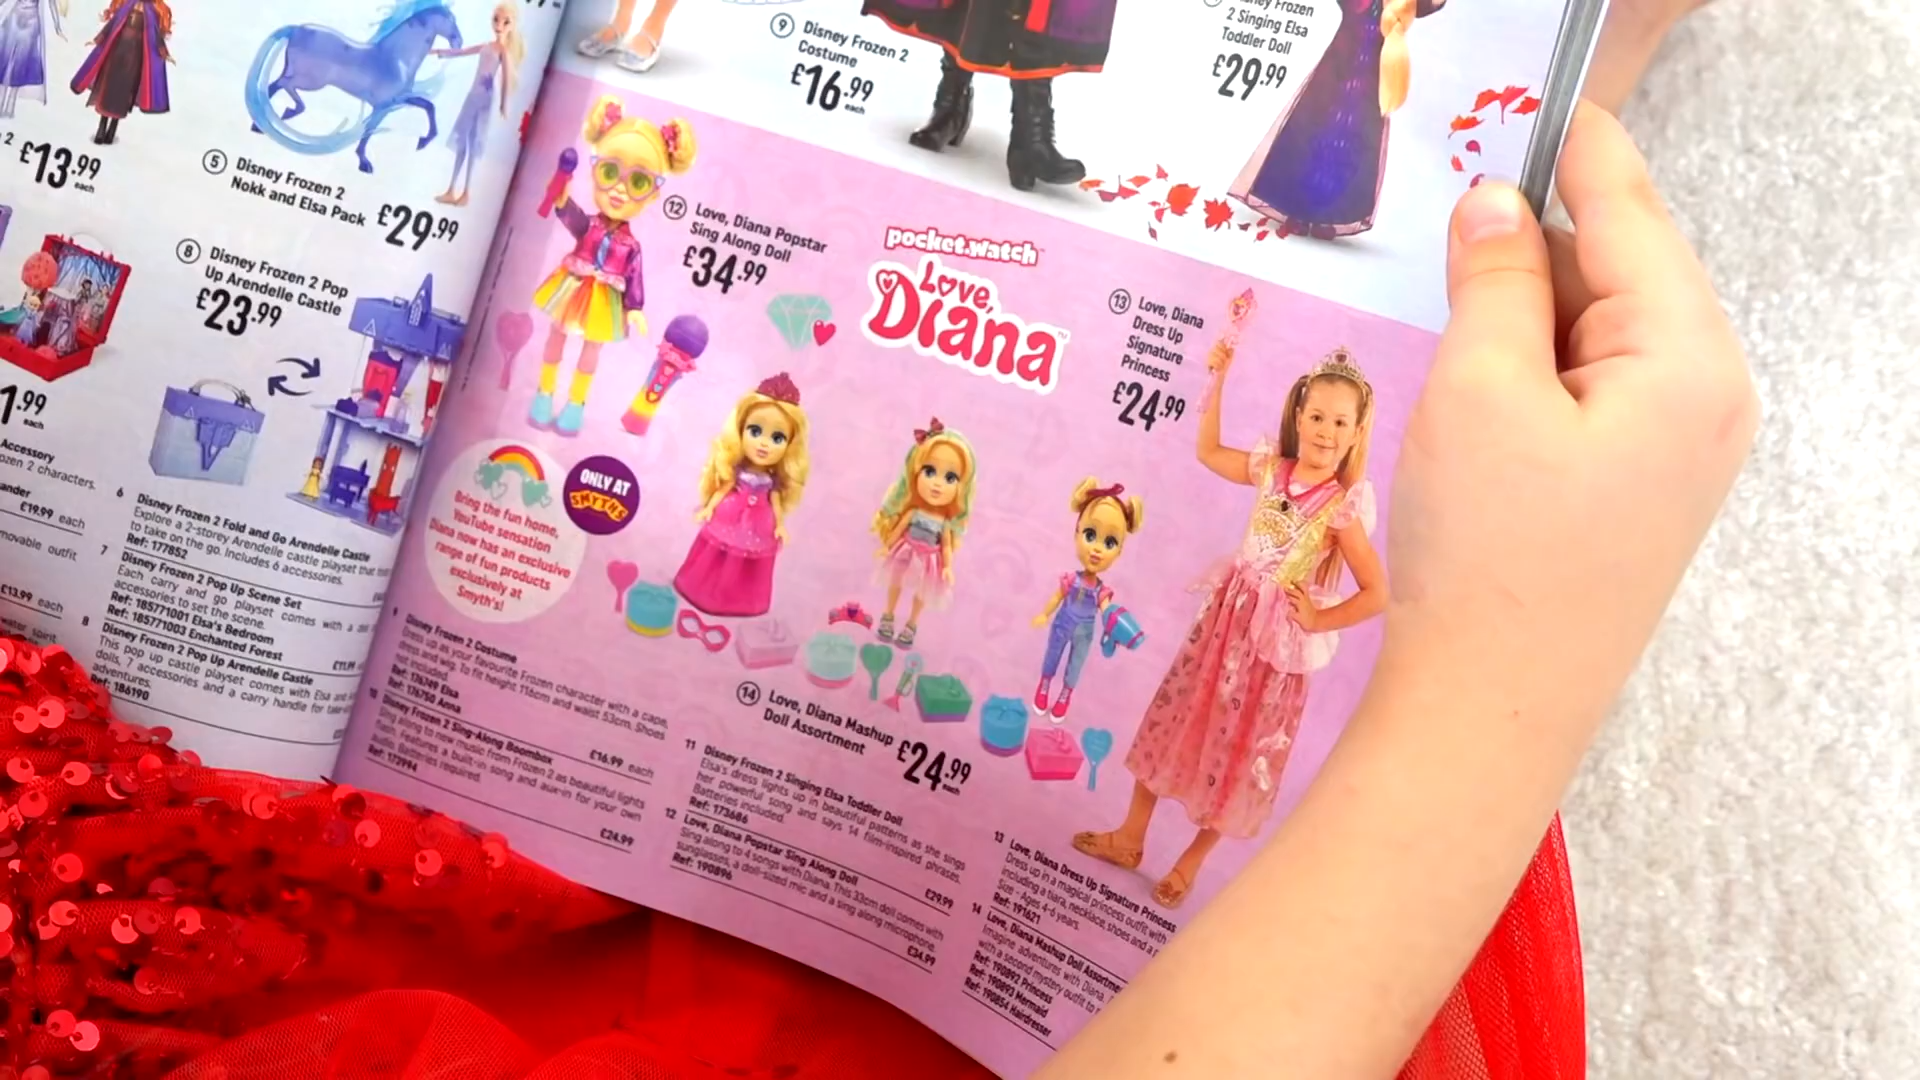 2
£13.99
each
5
Disney Frozen 2
Nokk and Elsa Pack
£29.99
8
Disney Frozen 2 Pop
Up Arendelle Castle
£23.99
1.99
each
Accessory
ozen 2 characters.
£19.99 each
movable outfit
£13.99 each
water spirit
6
Disney Frozen 2 Fold and Go Arendelle Castle
Explore a 2-storey Arendelle castle playset that
to take on the go. Includes 6 accessories.
Ref: 177852
7
Disney Frozen 2 Pop Up Scene Set
Each carry and go playset comes with a
accessories to set the scene.
Ref: 185771001 Elsa's Bedroom
Ref: 185771003 Enchanted Forest
8
Disney Frozen 2 Pop Up Arendelle Castle
This pop up castle playset comes with Elsa and
dolls, 7 accessories and a carry handle for
adventures.
Ref: 186190
9
Disney Frozen 2
Costume
£16.99
each
Disney Frozen
2 Singing Elsa
Toddler Doll
£29.99
12
Love, Diana Popstar
Sing Along Doll
£34.99
pocket.watch
Love,
Diana
13
Love, Diana
Dress Up
Signature
Princess
£24.99
ONLY AT
SMYTHS
Bring the fun home,
YouTube sensation
Diana now has an exclusive
range of fun products
exclusively at
Smyth's!
14
Love, Diana Mashup
Doll Assortment
£24.99
each
9
Disney Frozen 2 Costume
Dress up as your favourite Frozen character with a cape,
dress and wig. To fit height 116cm and waist 53cm. Shoes
not included.
Ref: 176749 Elsa
Ref: 176750 Anna
£16.99 each
10
Disney Frozen 2 Sing-Along Boombox
Sing along to new music from Frozen 2 as beautiful lights
flash. Features a built-in song and aux-in for your own
music. Batteries required.
Ref: 173994
£24.99
11 Disney Frozen 2 Singing Elsa Toddler Doll
Elsa's dress lights up in beautiful patterns as she sings
her powerful song and says 14 film-inspired phrases.
Batteries included.
Ref: 173686
£29.99
12 Love, Diana Popstar Sing Along Doll
Sing along to 4 songs with Diana. This 33cm doll comes with
sunglasses, a doll-sized mic and a sing along microphone.
Ref: 190896
£34.99
13 Love, Diana Dress Up Signature Princess
Dress up in a magical princess outfit with
including a tiara, necklace, shoes and a
Size - Ages 4-6 years.
Ref: 191621
14 Love, Diana Mashup Doll Assortme
Imagine adventures with Diana.
with a second mystery outfit to
Ref: 190892 Princess
Ref: 190893 Mermaid
Ref: 190854 Hairdresser